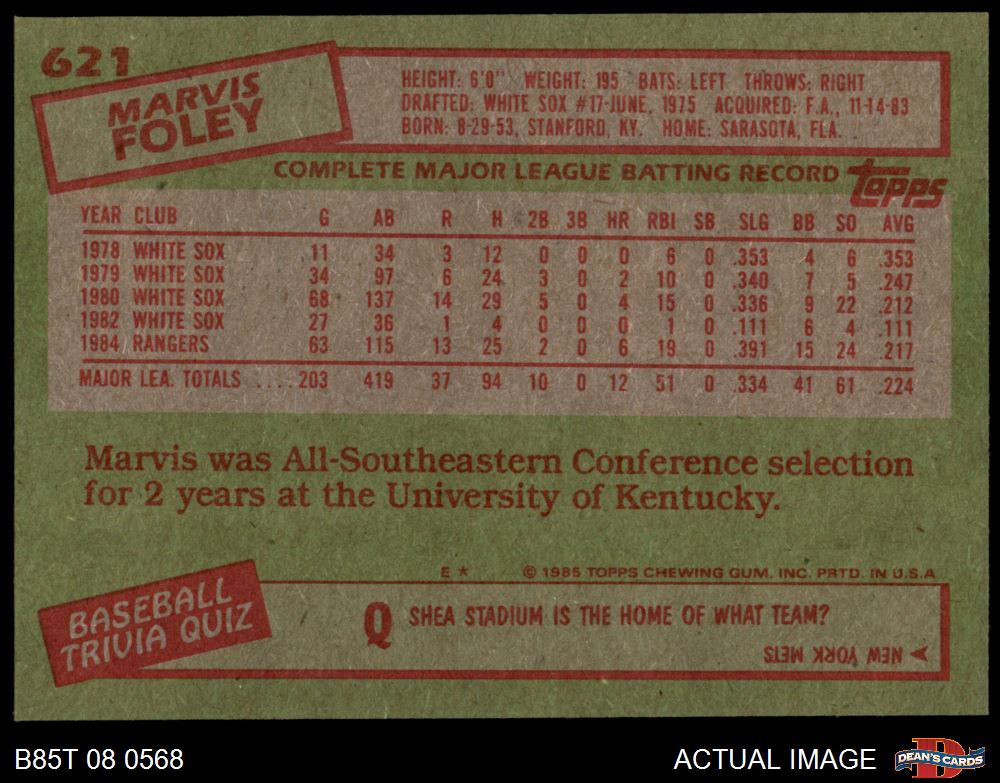 621
MARVIS
FOLEY
HEIGHT: 6'0" WEIGHT: 195 BATS: LEFT THROWS: RIGHT
DRAFTED: WHITE SOX #17-JUNE, 1975 ACQUIRED: F.A., 11-14-83
BORN: 8-29-53, STANFORD, KY. HOME: SARASOTA, FLA.
COMPLETE MAJOR LEAGUE BATTING RECORD
TOPPS
YEAR CLUB G AB R H 2B 3B HR RBI SB SLG BB SO AVG
1978 WHITE SOX 11 34 3 12 0 0 0 6 0 .353 4 6 .353
1979 WHITE SOX 34 97 6 24 3 0 2 10 0 .340 7 5 .247
1980 WHITE SOX 68 137 14 29 5 0 4 15 0 .336 9 22 .212
1982 WHITE SOX 27 36 1 4 0 0 0 1 0 .111 6 4 .111
1984 RANGERS 63 115 13 25 2 0 6 19 0 .391 15 24 .217
MAJOR LEA. TOTALS ....203 419 37 94 10 0 12 51 0 .334 41 61 .224
Marvis was All-Southeastern Conference selection
for 2 years at the University of Kentucky.
E* © 1985 TOPPS CHEWING GUM, INC. PRTD. IN U.S.A.
BASEBALL
TRIVIA QUIZ
Q SHEA STADIUM IS THE HOME OF WHAT TEAM?
NEW YORK METS
B85T 08 0568
ACTUAL IMAGE
D
DEAN'S CARDS